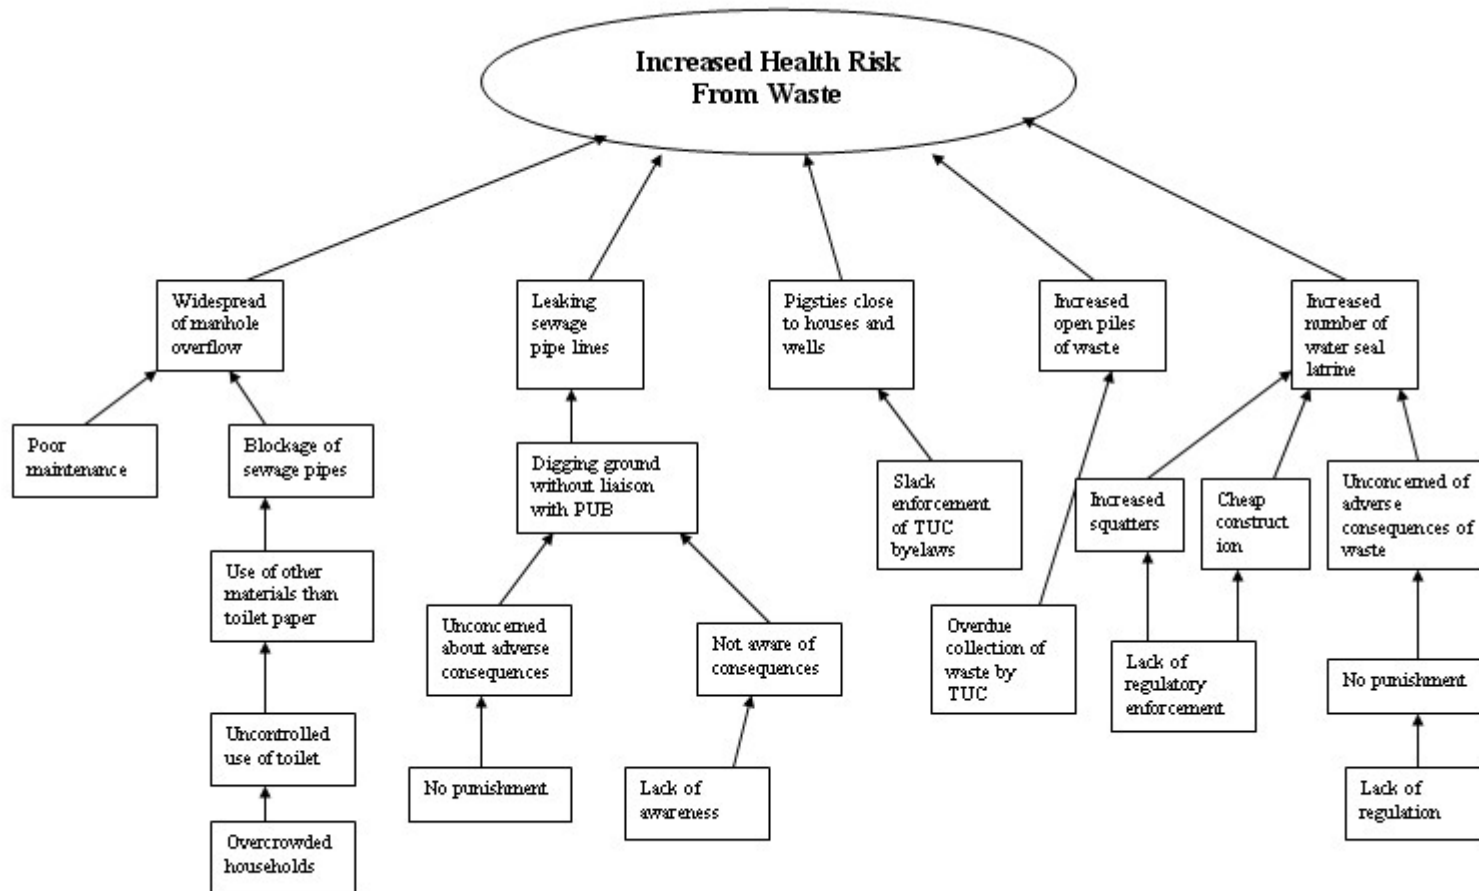 Increased Health Risk
From Waste
Widespread
of manhole
overflow
Leaking
sewage
pipe lines
Pigsties close
to houses and
wells
Increased
open piles
of waste
Increased
number of
water seal
latrine
Poor
maintenance
Blockage of
sewage pipes
Digging ground
without liaison
with PUB
Slack
enforcement
of TUC
byelaws
Increased
squatters
Cheap
construct
ion
Unconcerned of
adverse
consequences of
waste
Use of other
materials than
toilet paper
Unconcerned
about adverse
consequences
Not aware of
consequences
Overdue
collection of
waste by
TUC
Lack of
regulatory
enforcement
No punishment
Uncontrolled
use of toilet
No punishment
Lack of
awareness
Lack of
regulation
Overcrowded
households